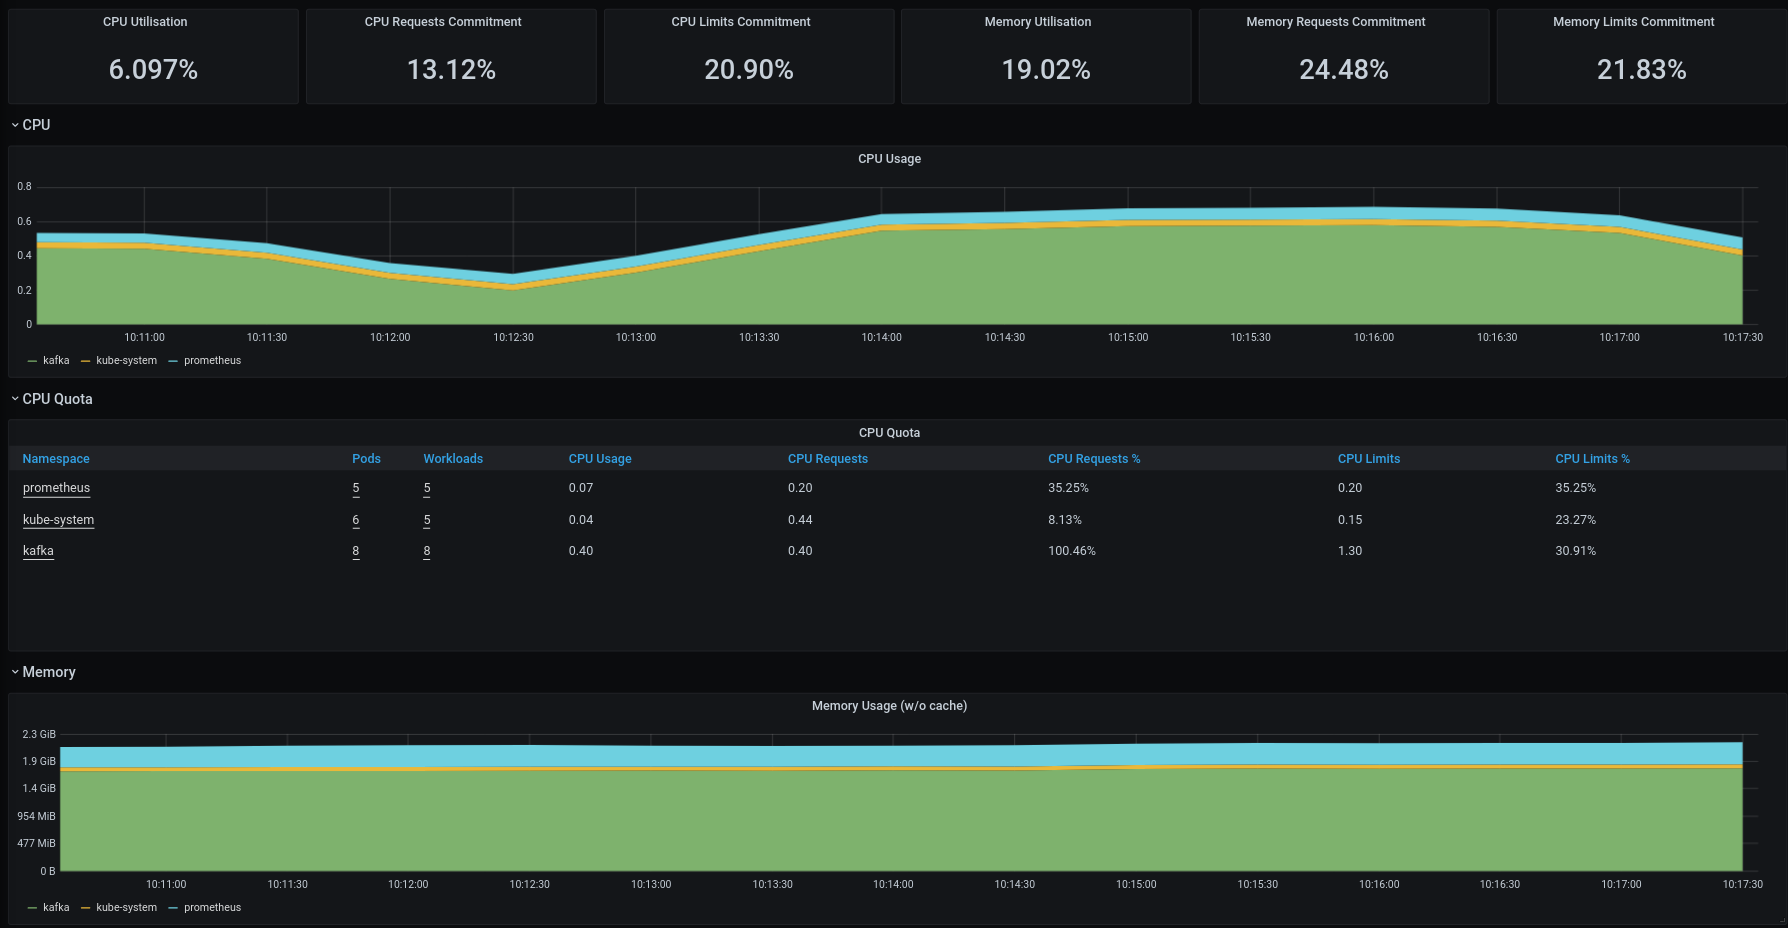 CPU Utilisation CPU Requests Commitment CPU Limits Commitment Memory Utilisation Memory Requests Commitment Memory Limits Commitment
6.097% 13.12% 20.90% 19.02% 24.48% 21.83%
CPU
CPU Usage
0.8
0.6
0.4
0.2
0
10:11:00 10:11:30 10:12:00 10:12:30 10:13:00 10:13:30 10:14:00 10:14:30 10:15:00 10:15:30 10:16:00 10:16:30 10:17:00 10:17:30
kafka kube-system prometheus
CPU Quota
CPU Quota
Namespace Pods Workloads CPU Usage CPU Requests CPU Requests % CPU Limits CPU Limits %
prometheus 5 5 0.07 0.20 35.25% 0.20 35.25%
kube-system 6 5 0.04 0.44 8.13% 0.15 23.27%
kafka 8 8 0.40 0.40 100.46% 1.30 30.91%
Memory
Memory Usage (w/o cache)
2.3 GiB
1.9 GiB
1.4 GiB
954 MiB
477 MiB
0 B
10:11:00 10:11:30 10:12:00 10:12:30 10:13:00 10:13:30 10:14:00 10:14:30 10:15:00 10:15:30 10:16:00 10:16:30 10:17:00 10:17:30
kafka kube-system prometheus